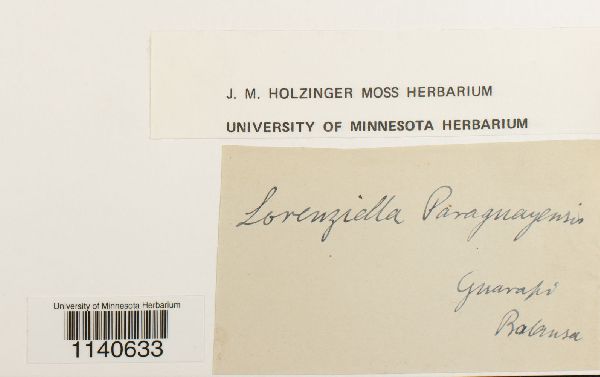 J. M. HOLZINGER MOSS HERBARIUM
UNIVERSITY OF MINNESOTA HERBARIUM
Lorenziella Paraguayensis
Guarapi
Balansa
University of Minnesota Herbarium
1140633